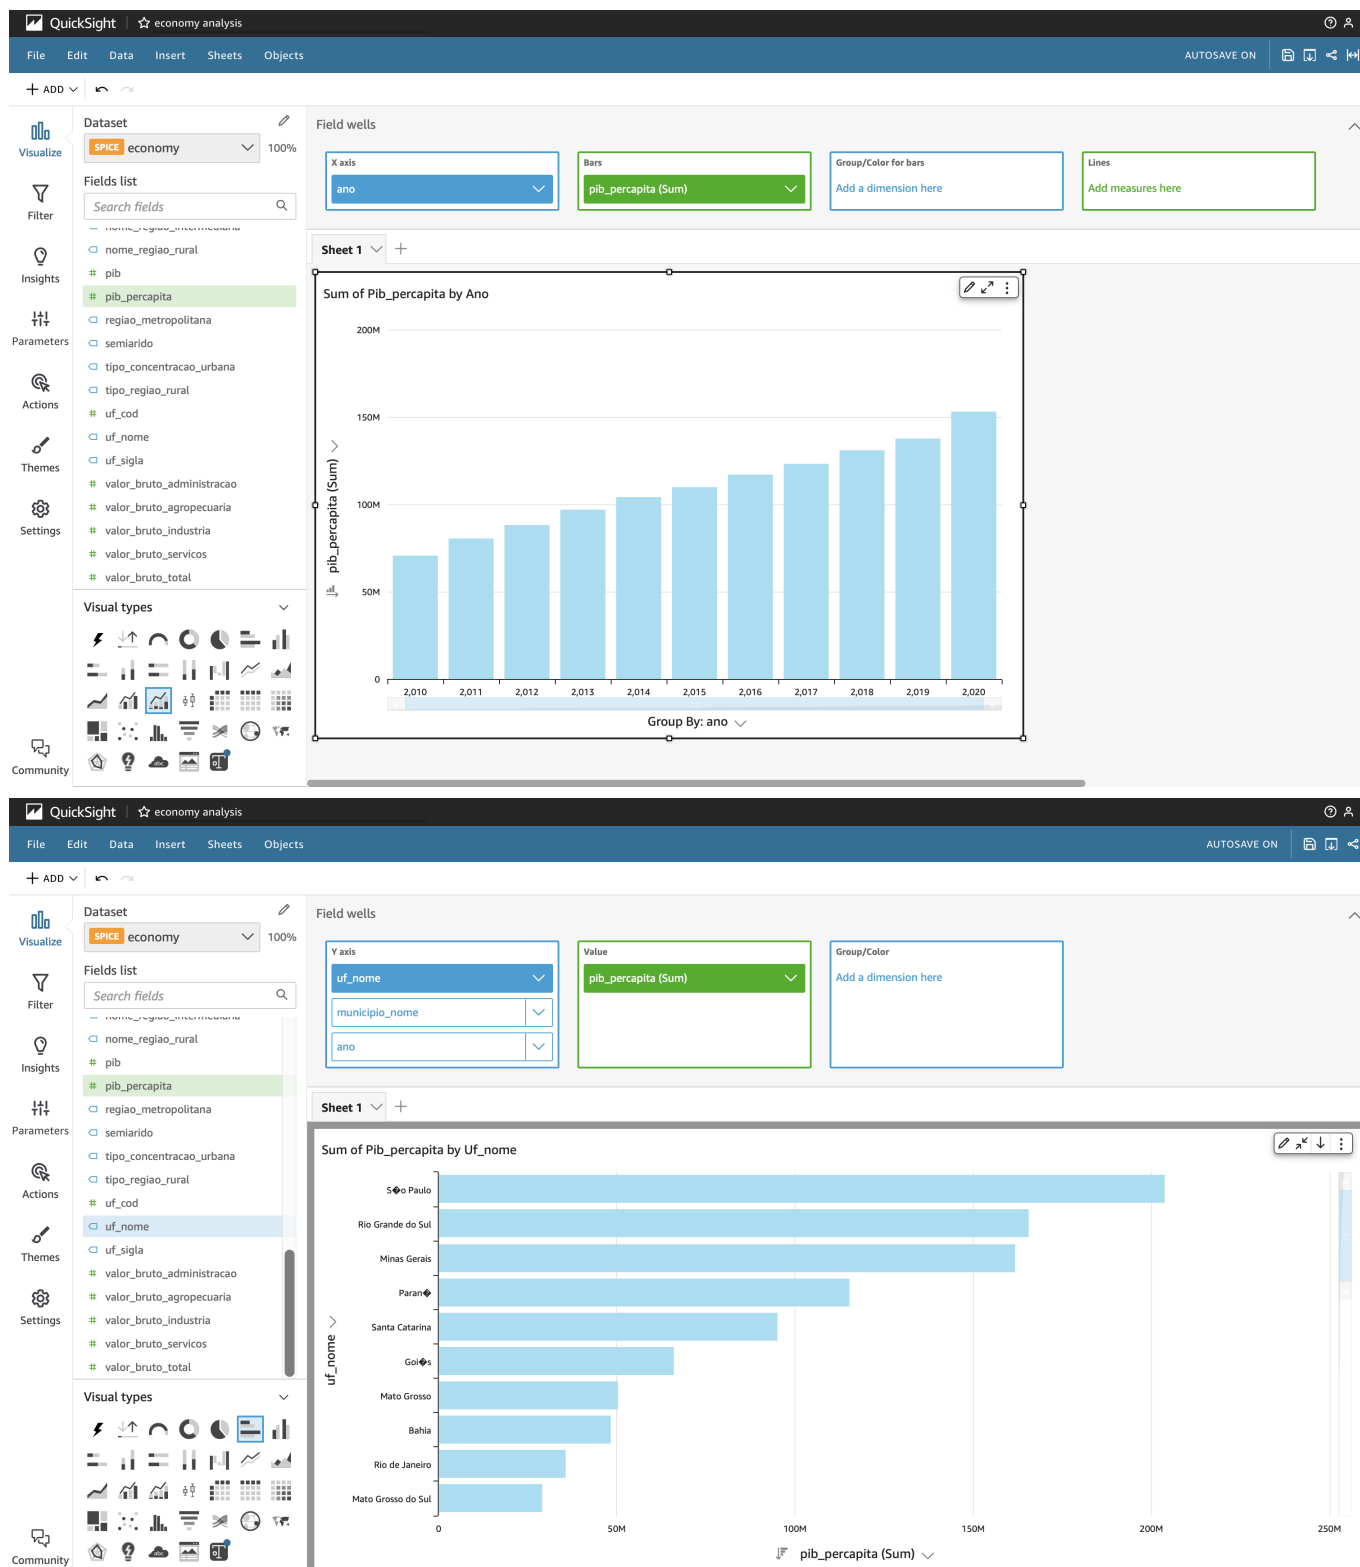 QuickSight economy analysis
File Edit Data Insert Sheets Objects AUTOSAVE ON
ADD
Visualize
Filter
Insights
Parameters
Actions
Themes
Settings
Community
Dataset
SPICE economy 100%
Fields list
Search fields
nome_regiao_intermediaria
nome_regiao_rural
# pib
# pib_percapita
regiao_metropolitana
semiarido
tipo_concentracao_urbana
tipo_regiao_rural
# uf_cod
uf_nome
uf_sigla
# valor_bruto_administracao
# valor_bruto_agropecuaria
# valor_bruto_industria
# valor_bruto_servicos
# valor_bruto_total
Visual types
Field wells
X axis
ano
Bars
pib_percapita (Sum)
Group/Color for bars
Add a dimension here
Lines
Add measures here
Sheet 1
Sum of Pib_percapita by Ano
200M
150M
100M
50M
0
pib_percapita (Sum)
2,010 2,011 2,012 2,013 2,014 2,015 2,016 2,017 2,018 2,019 2,020
Group By: ano
QuickSight economy analysis
File Edit Data Insert Sheets Objects AUTOSAVE ON
ADD
Visualize
Filter
Insights
Parameters
Actions
Themes
Settings
Community
Dataset
SPICE economy 100%
Fields list
Search fields
nome_regiao_intermediaria
nome_regiao_rural
# pib
# pib_percapita
regiao_metropolitana
semiarido
tipo_concentracao_urbana
tipo_regiao_rural
# uf_cod
uf_nome
uf_sigla
# valor_bruto_administracao
# valor_bruto_agropecuaria
# valor_bruto_industria
# valor_bruto_servicos
# valor_bruto_total
Visual types
Field wells
Y axis
uf_nome
municipio_nome
ano
Value
pib_percapita (Sum)
Group/Color
Add a dimension here
Sheet 1
Sum of Pib_percapita by Uf_nome
uf_nome
S�o Paulo
Rio Grande do Sul
Minas Gerais
Paran�
Santa Catarina
Goi�s
Mato Grosso
Bahia
Rio de Janeiro
Mato Grosso do Sul
0 50M 100M 150M 200M 250M
pib_percapita (Sum)